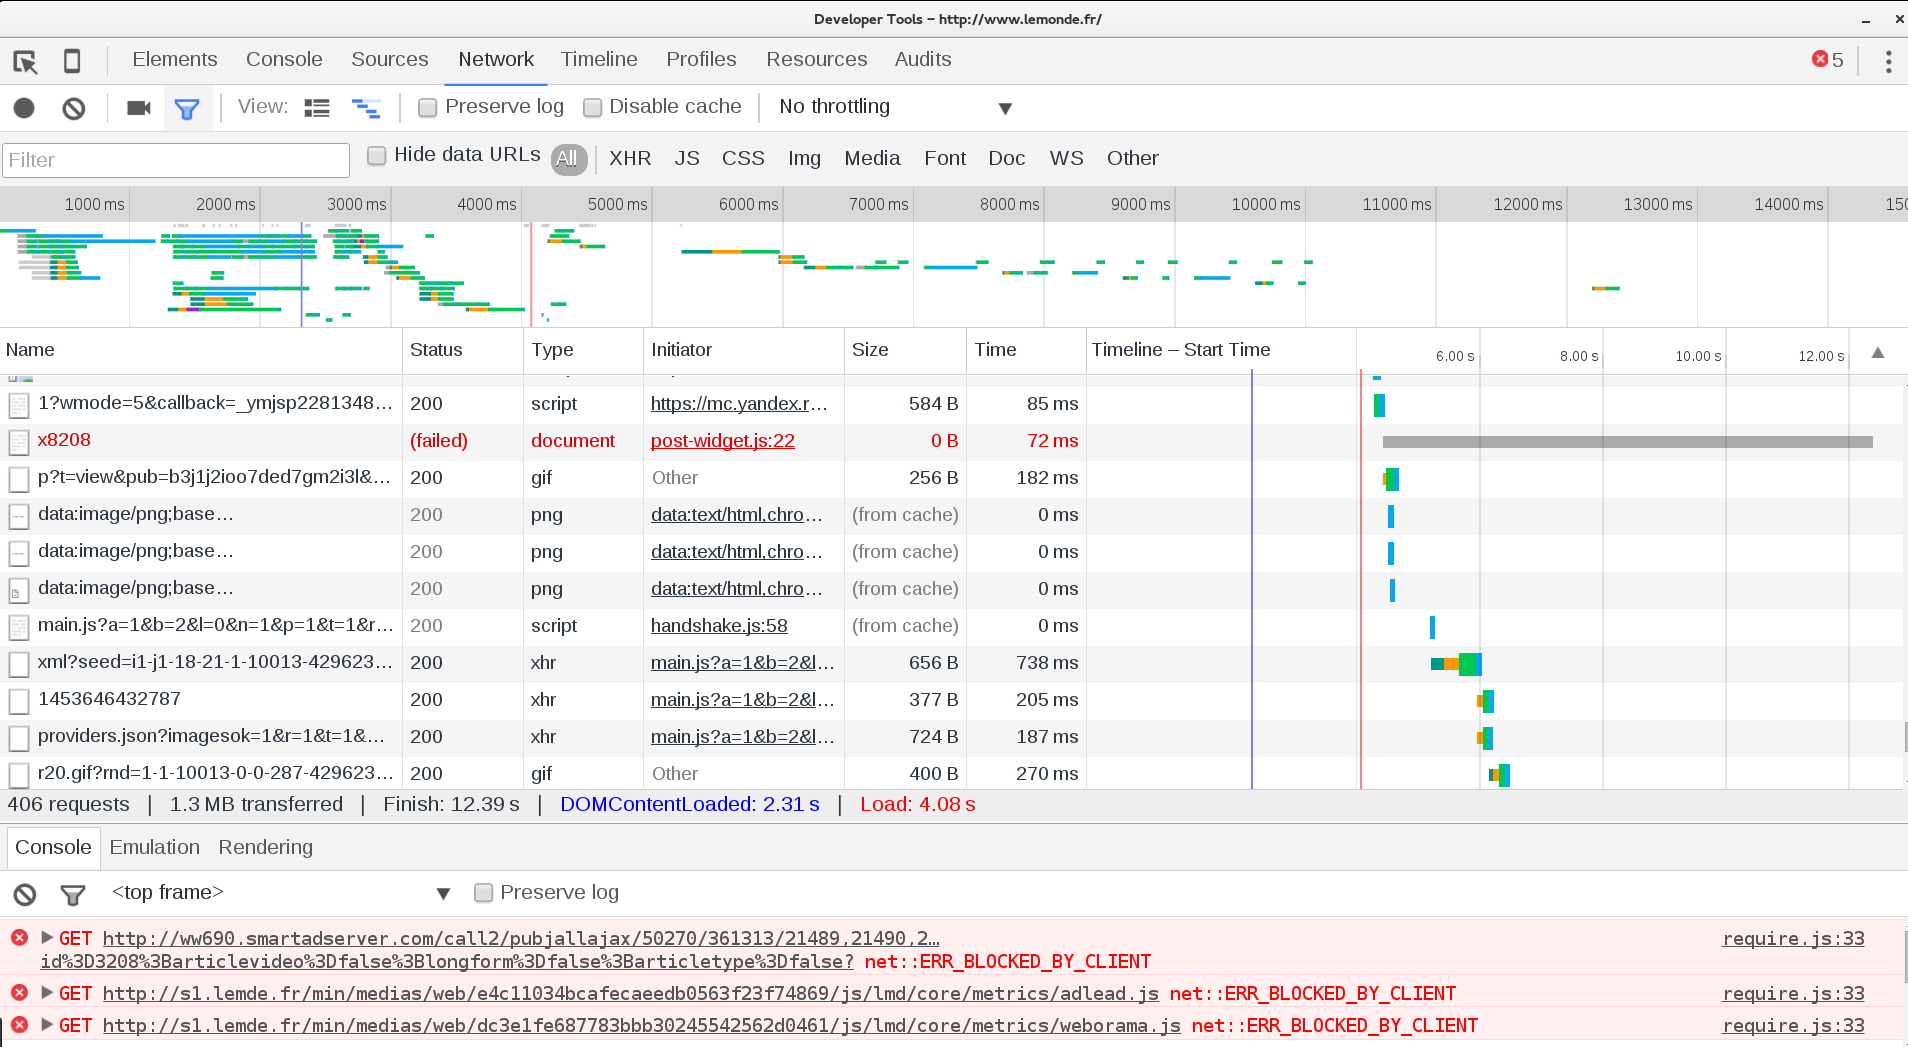 Developer Tools – http://www.lemonde.fr/
Elements Console Sources Network Timeline Profiles Resources Audits 5
View: Preserve log Disable cache No throttling
Filter Hide data URLs All XHR JS CSS Img Media Font Doc WS Other
1000 ms 2000 ms 3000 ms 4000 ms 5000 ms 6000 ms 7000 ms 8000 ms 9000 ms 10000 ms 11000 ms 12000 ms 13000 ms 14000 ms 150
Name Status Type Initiator Size Time Timeline – Start Time 6.00 s 8.00 s 10.00 s 12.00 s
1?wmode=5&callback=_ymjsp2281348... 200 script https://mc.yandex.r... 584 B 85 ms
x8208 (failed) document post-widget.js:22 0 B 72 ms
p?t=view&pub=b3j1j2ioo7ded7gm2i3l&... 200 gif Other 256 B 182 ms
data:image/png;base... 200 png data:text/html,chro... (from cache) 0 ms
data:image/png;base... 200 png data:text/html,chro... (from cache) 0 ms
data:image/png;base... 200 png data:text/html,chro... (from cache) 0 ms
main.js?a=1&b=2&l=0&n=1&p=1&t=1&r... 200 script handshake.js:58 (from cache) 0 ms
xml?seed=i1-j1-18-21-1-10013-429623... 200 xhr main.js?a=1&b=2&l... 656 B 738 ms
1453646432787 200 xhr main.js?a=1&b=2&l... 377 B 205 ms
providers.json?imagesok=1&r=1&t=1&... 200 xhr main.js?a=1&b=2&l... 724 B 187 ms
r20.gif?rnd=1-1-10013-0-0-287-429623... 200 gif Other 400 B 270 ms
406 requests | 1.3 MB transferred | Finish: 12.39 s | DOMContentLoaded: 2.31 s | Load: 4.08 s
Console Emulation Rendering
<top frame> Preserve log
GET http://ww690.smartadserver.com/call2/pubjallajax/50270/361313/21489,21490,2... require.js:33
id%3D3208%3Barticlevideo%3Dfalse%3Blongform%3Dfalse%3Barticletype%3Dfalse? net::ERR_BLOCKED_BY_CLIENT
GET http://s1.lemde.fr/min/medias/web/e4c11034bcafecaeedb0563f23f74869/js/lmd/core/metrics/adlead.js net::ERR_BLOCKED_BY_CLIENT require.js:33
GET http://s1.lemde.fr/min/medias/web/dc3e1fe687783bbb30245542562d0461/js/lmd/core/metrics/weborama.js net::ERR_BLOCKED_BY_CLIENT require.js:33